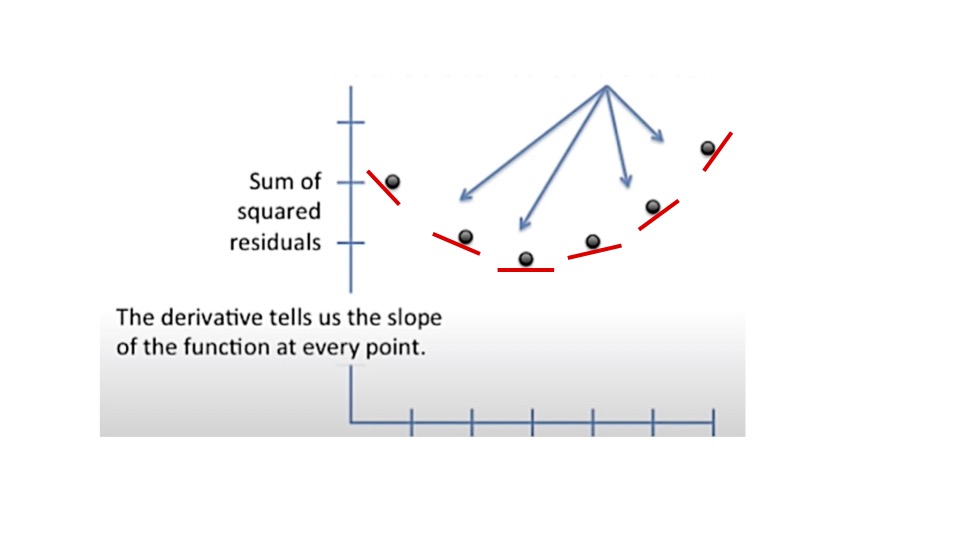 Sum of
squared
residuals
The derivative tells us the slope
of the function at every point.